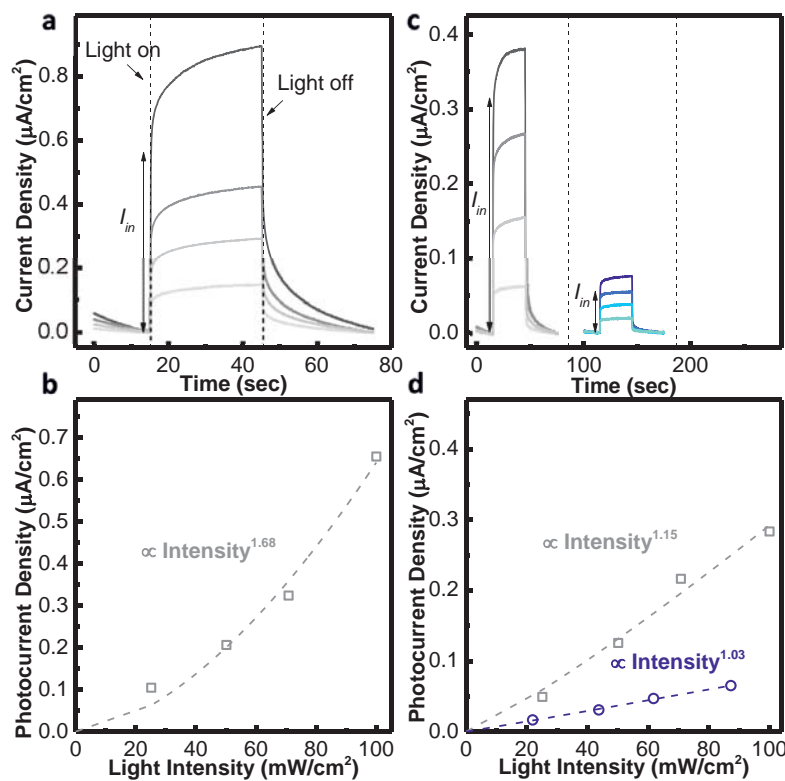 a
Light on
Light off
I_in
Current Density (µA/cm²)
0.8
0.6
0.4
0.2
0.0
0
20
40
60
80
Time (sec)
c
I_in
I_in
Current Density (µA/cm²)
0.4
0.3
0.2
0.1
0.0
0
100
200
Time (sec)
b
∝ Intensity^1.68
Photocurrent Density (µA/cm²)
0.7
0.6
0.5
0.4
0.3
0.2
0.1
0.0
0
20
40
60
80
100
Light Intensity (mW/cm²)
d
∝ Intensity^1.15
∝ Intensity^1.03
Photocurrent Density (µA/cm²)
0.4
0.3
0.2
0.1
0.0
0
20
40
60
80
100
Light Intensity (mW/cm²)